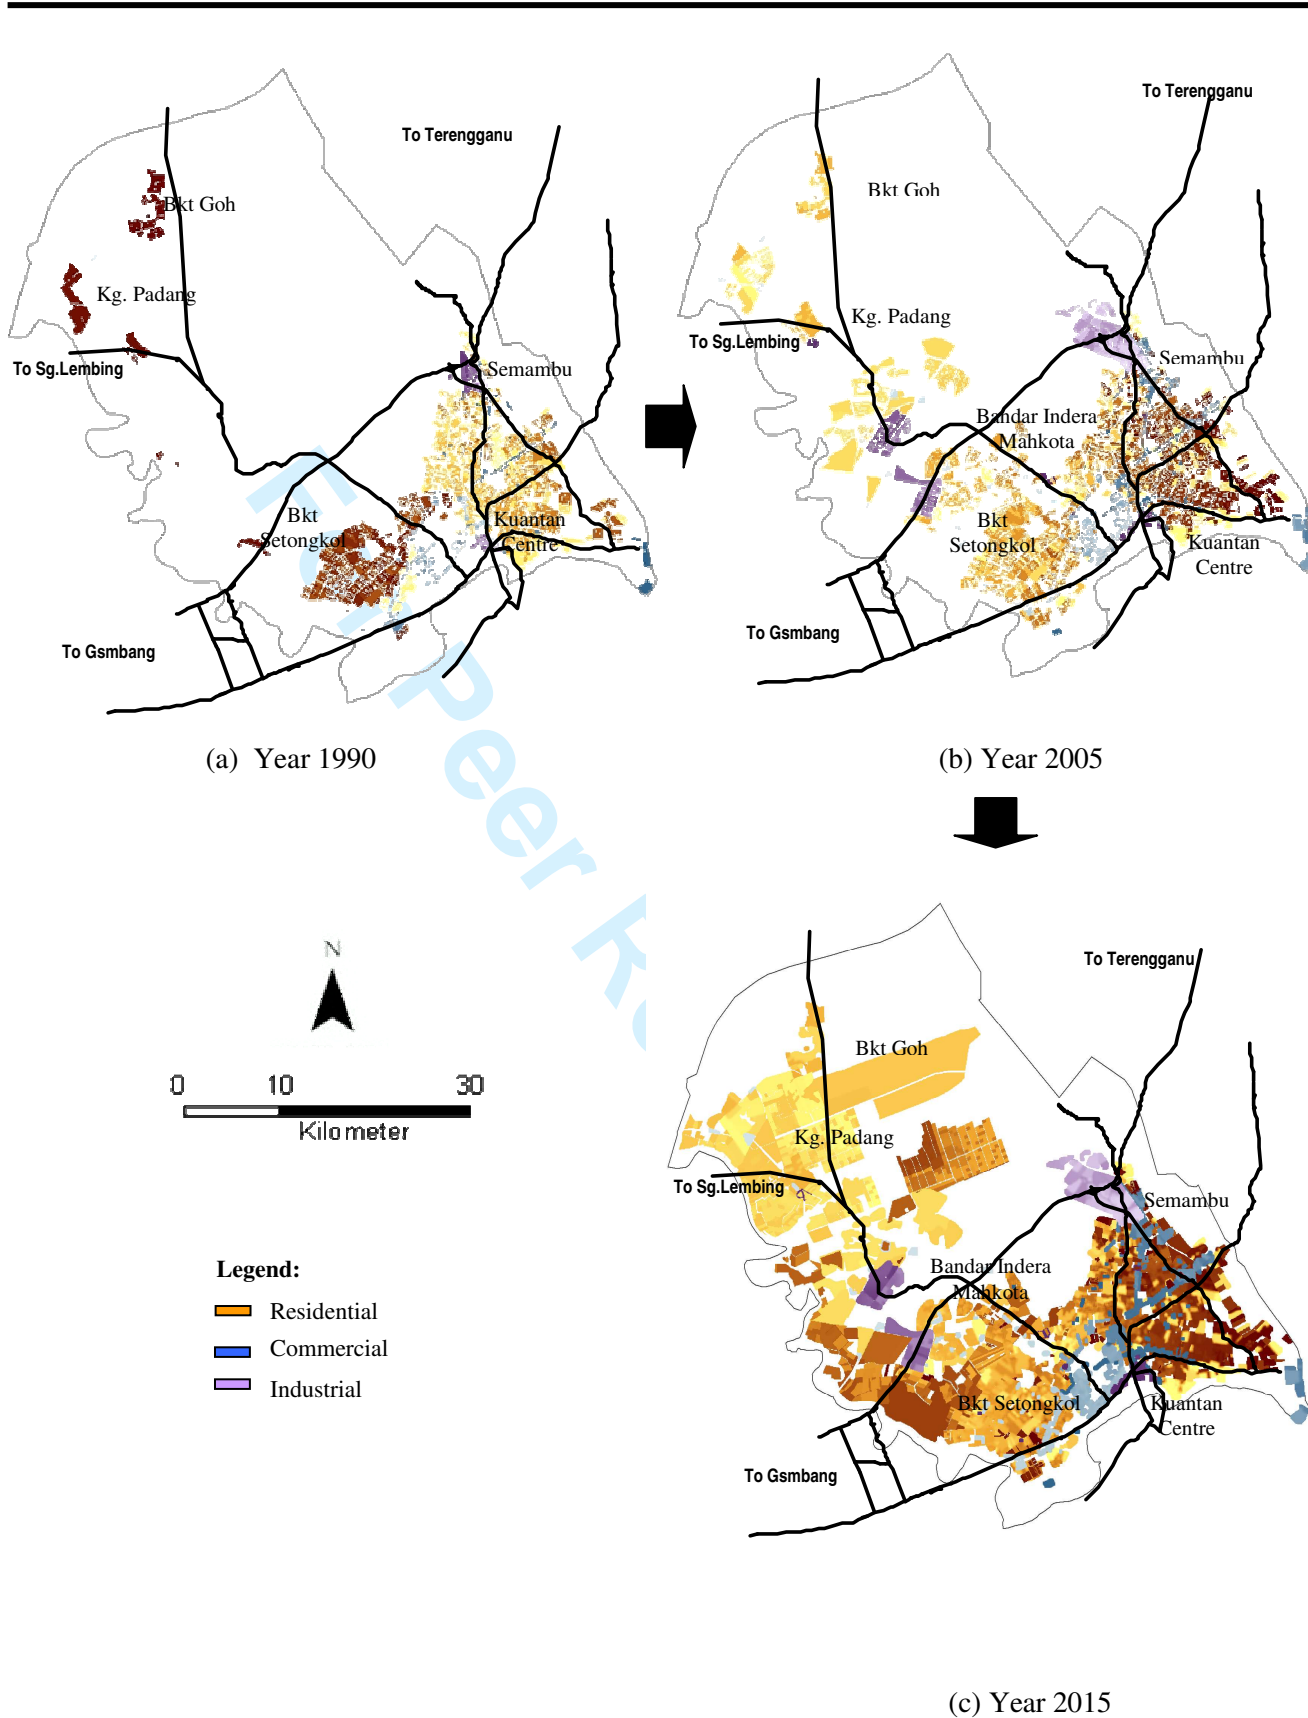 To Terengganu
Bkt Goh
Kg. Padang
To Sg.Lembing
Semambu
Bkt
Setongkol
Kuantan
Centre
To Gsmbang
(a) Year 1990
To Terengganu
Bkt Goh
Kg. Padang
To Sg.Lembing
Semambu
Bandar Indera
Mahkota
Bkt
Setongkol
Kuantan
Centre
To Gsmbang
(b) Year 2005
For Peer
N
0 10 30
Kilometer
Legend:
Residential
Commercial
Industrial
To Terengganu
Bkt Goh
Kg. Padang
To Sg.Lembing
Semambu
Bandar Indera
Mahkota
Bkt Setongkol
Kuantan
Centre
To Gsmbang
(c) Year 2015